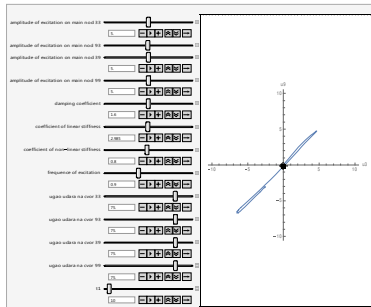 amplitude of excitation on main nod 33
5
amplitude of excitation on main nod 93
5
amplitude of excitation on main nod 39
5
amplitude of excitation on main nod 99
5
damping coefficient
1.8
coefficient of linear stiffness
2.985
coefficient of non-linear stiffness
0.8
frequence of excitation
0.9
ugao udara na cvor 33
75
ugao udara na cvor 93
75
ugao udara na cvor 39
75
ugao udara na cvor 99
75
10
10
5
-10
-5
5
10
-5
-10